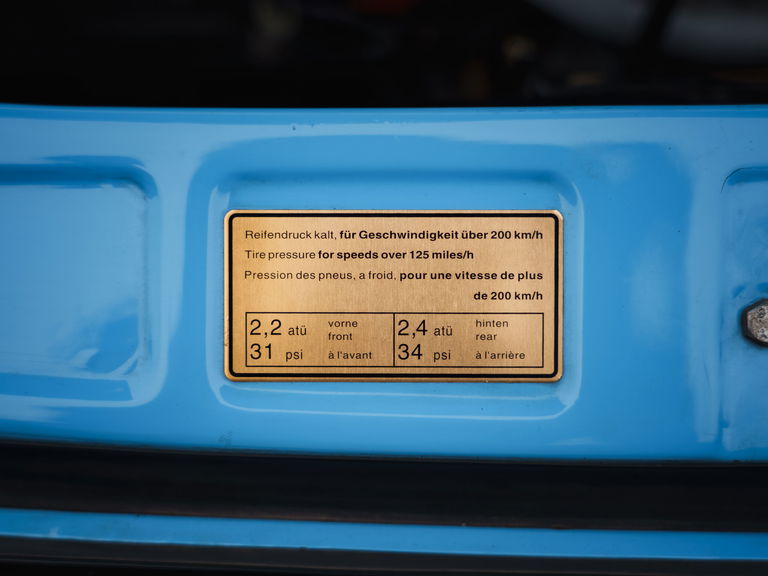 Reifendruck kalt, für Geschwindigkeit über 200 km/h
Tire pressure for speeds over 125 miles/h
Pression des pneus, a froid, pour une vitesse de plus
de 200 km/h
2,2 atü vorne front
31 psi à l'avant
2,4 atü hinten rear
34 psi à l'arrière